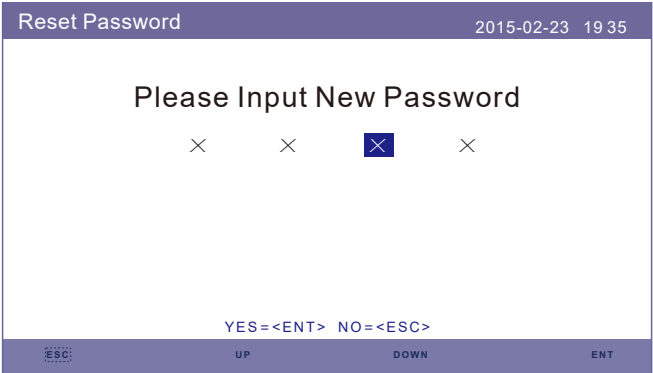 Reset Password 2015-02-23 19 35
Please Input New Password
X X X X
YES=<ENT> NO=<ESC>
ESC UP DOWN ENT